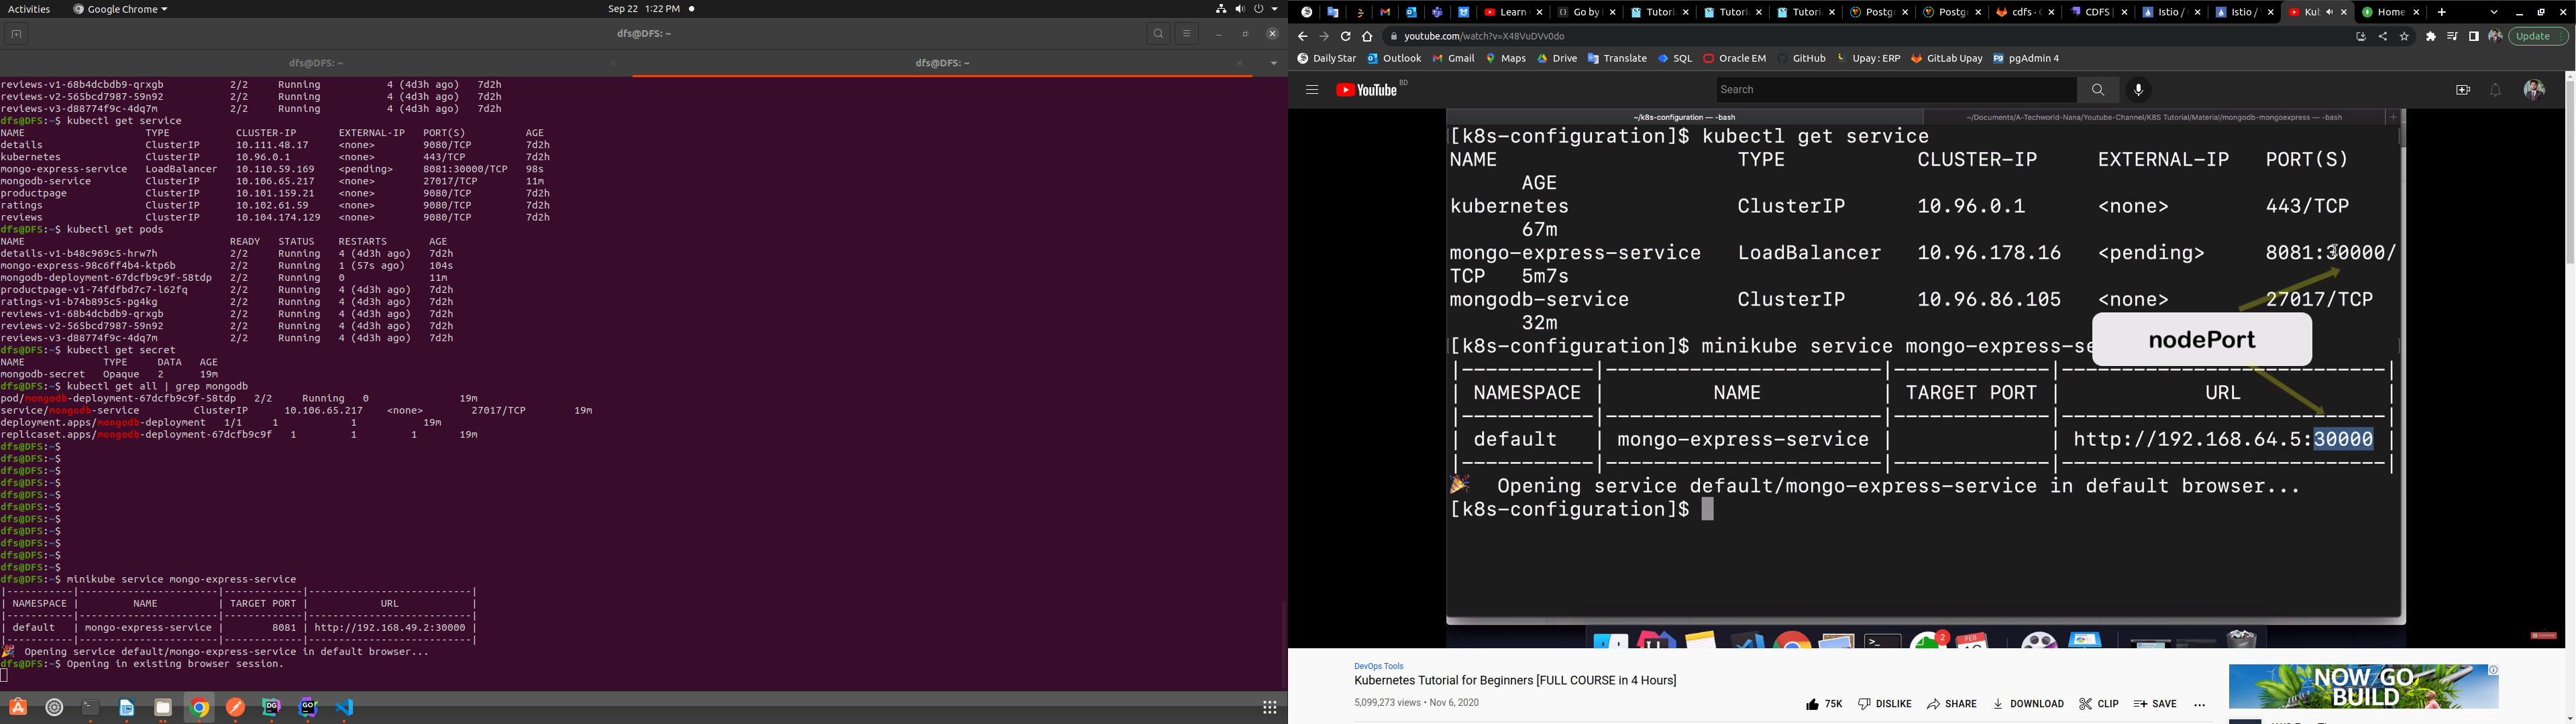 Activities Google Chrome Sep 22 1:22 PM
dfs@DFS: ~
dfs@DFS: ~ dfs@DFS: ~
reviews-v1-68b4dcbdb9-qrxgb 2/2 Running 4 (4d3h ago) 7d2h
reviews-v2-565bcd7987-59n92 2/2 Running 4 (4d3h ago) 7d2h
reviews-v3-d88774f9c-4dq7m 2/2 Running 4 (4d3h ago) 7d2h
dfs@DFS:~$ kubectl get service
NAME TYPE CLUSTER-IP EXTERNAL-IP PORT(S) AGE
details ClusterIP 10.111.48.17 <none> 9080/TCP 7d2h
kubernetes ClusterIP 10.96.0.1 <none> 443/TCP 7d2h
mongo-express-service LoadBalancer 10.110.59.169 <pending> 8081:30000/TCP 98s
mongodb-service ClusterIP 10.106.65.217 <none> 27017/TCP 11m
productpage ClusterIP 10.101.159.21 <none> 9080/TCP 7d2h
ratings ClusterIP 10.102.61.59 <none> 9080/TCP 7d2h
reviews ClusterIP 10.104.174.129 <none> 9080/TCP 7d2h
dfs@DFS:~$ kubectl get pods
NAME READY STATUS RESTARTS AGE
details-v1-b48c969c5-hrw7h 2/2 Running 4 (4d3h ago) 7d2h
mongo-express-98c6ff4b4-ktp6b 2/2 Running 1 (57s ago) 104s
mongodb-deployment-67dcfb9c9f-58tdp 2/2 Running 0 11m
productpage-v1-74fdfbd7c7-l62fq 2/2 Running 4 (4d3h ago) 7d2h
ratings-v1-b74b895c5-pg4kg 2/2 Running 4 (4d3h ago) 7d2h
reviews-v1-68b4dcbdb9-qrxgb 2/2 Running 4 (4d3h ago) 7d2h
reviews-v2-565bcd7987-59n92 2/2 Running 4 (4d3h ago) 7d2h
reviews-v3-d88774f9c-4dq7m 2/2 Running 4 (4d3h ago) 7d2h
dfs@DFS:~$ kubectl get secret
NAME TYPE DATA AGE
mongodb-secret Opaque 2 19m
dfs@DFS:~$ kubectl get all | grep mongodb
pod/mongodb-deployment-67dcfb9c9f-58tdp 2/2 Running 0 19m
service/mongodb-service ClusterIP 10.106.65.217 <none> 27017/TCP 19m
deployment.apps/mongodb-deployment 1/1 1 1 19m
replicaset.apps/mongodb-deployment-67dcfb9c9f 1 1 1 19m
dfs@DFS:~$
dfs@DFS:~$
dfs@DFS:~$
dfs@DFS:~$
dfs@DFS:~$
dfs@DFS:~$
dfs@DFS:~$
dfs@DFS:~$
dfs@DFS:~$
dfs@DFS:~$
dfs@DFS:~$
dfs@DFS:~$ minikube service mongo-express-service
|-----------|-----------------------|-------------|---------------------------|
| NAMESPACE | NAME | TARGET PORT | URL |
|-----------|-----------------------|-------------|---------------------------|
| default | mongo-express-service | 8081 | http://192.168.49.2:30000 |
|-----------|-----------------------|-------------|---------------------------|
🎉 Opening service default/mongo-express-service in default browser...
dfs@DFS:~$ Opening in existing browser session.
Learn Go by Tutoria Tutoria Tutoria Postgr Postgr cdfs · CDFS Istio / Istio / Kub Home
youtube.com/watch?v=X48VuDVv0do Update
Daily Star Outlook Gmail Maps Drive Translate SQL Oracle EM GitHub Upay : ERP GitLab Upay pgAdmin 4
YouTube BD Search
~/k8s-configuration — -bash ~/Documents/A-Techworld-Nana/Youtube-Channel/K8S Tutorial/Material/mongodb-mongoexpress — -bash
[k8s-configuration]$ kubectl get service
NAME TYPE CLUSTER-IP EXTERNAL-IP PORT(S)
AGE
kubernetes ClusterIP 10.96.0.1 <none> 443/TCP
67m
mongo-express-service LoadBalancer 10.96.178.16 <pending> 8081:30000/
TCP 5m7s
mongodb-service ClusterIP 10.96.86.105 <none> 27017/TCP
32m
[k8s-configuration]$ minikube service mongo-express-se
nodePort
|-----------|-----------------------|-------------|---------------------------|
| NAMESPACE | NAME | TARGET PORT | URL |
|-----------|-----------------------|-------------|---------------------------|
| default | mongo-express-service | | http://192.168.64.5:30000 |
|-----------|-----------------------|-------------|---------------------------|
🎉 Opening service default/mongo-express-service in default browser...
[k8s-configuration]$
FEB 2
DevOps Tools
Kubernetes Tutorial for Beginners [FULL COURSE in 4 Hours]
5,099,273 views • Nov 6, 2020 75K DISLIKE SHARE DOWNLOAD CLIP SAVE ...
NOW GO
BUILD